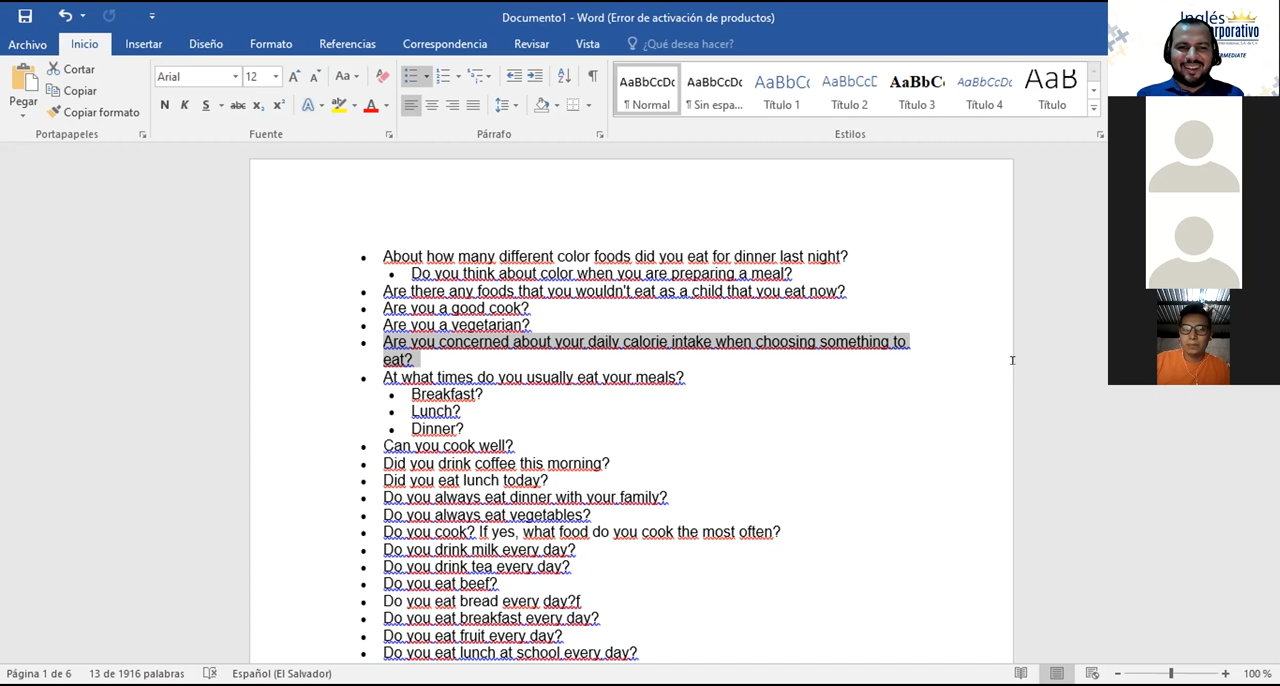 Documento1 - Word (Error de activación de productos)
Archivo Inicio Insertar Diseño Formato Referencias Correspondencia Revisar Vista ¿Qué desea hacer?
Pegar
Cortar
Copiar
Copiar formato
Portapapeles
Arial 12 Aa
N K S abc x₂ x² A A
Fuente
Párrafo
AaBbCcDc AaBbCcDc AaBbCc AaBbCcD AaBbC AaBbCcDc AaB
¶ Normal ¶ Sin espa... Título 1 Título 2 Título 3 Título 4 Título
Estilos
Inglés
rporativo
About how many different color foods did you eat for dinner last night?
Do you think about color when you are preparing a meal?
Are there any foods that you wouldn't eat as a child that you eat now?
Are you a good cook?
Are you a vegetarian?
Are you concerned about your daily calorie intake when choosing something to
eat?
At what times do you usually eat your meals?
Breakfast?
Lunch?
Dinner?
Can you cook well?
Did you drink coffee this morning?
Did you eat lunch today?
Do you always eat dinner with your family?
Do you always eat vegetables?
Do you cook? If yes, what food do you cook the most often?
Do you drink milk every day?
Do you drink tea every day?
Do you eat beef?
Do you eat bread every day?f
Do you eat breakfast every day?
Do you eat fruit every day?
Do you eat lunch at school every day?
Página 1 de 6 13 de 1916 palabras Español (El Salvador) 100 %